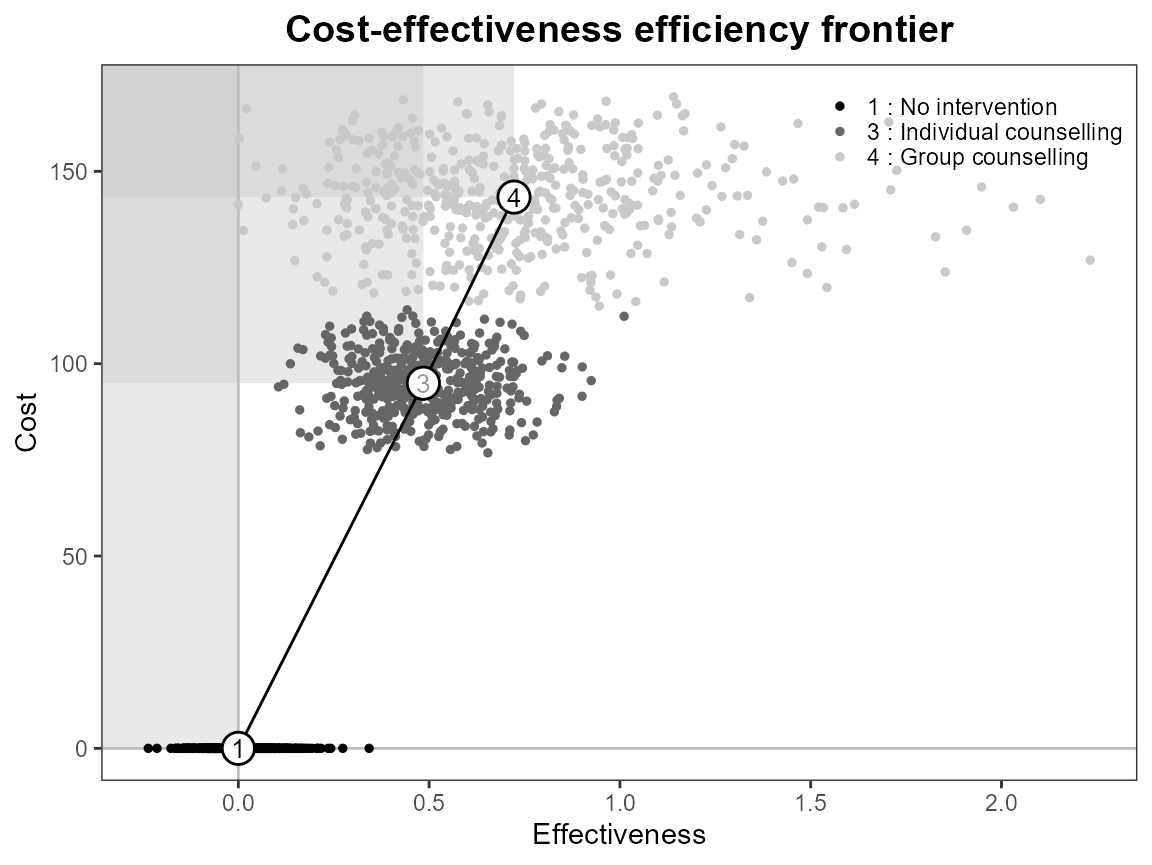 Cost-effectiveness efficiency frontier
1 : No intervention
3 : Individual counselling
4 : Group counselling
150
100
50
0
Cost
4
3
1
0.0 0.5 1.0 1.5 2.0
Effectiveness